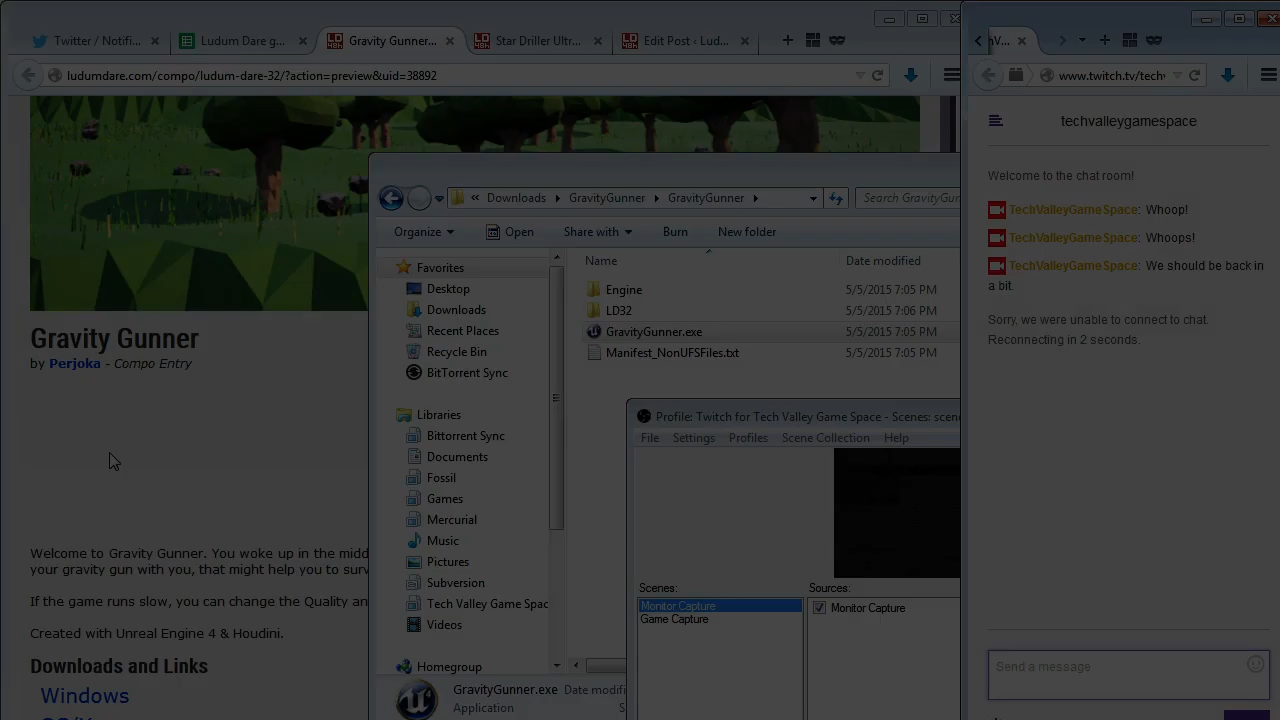 Twitter / Notifi...
Ludum Dare g...
Gravity Gunner...
Star Driller Ultr...
Edit Post ‹ Lud...
ludumdare.com/compo/ludum-dare-32/?action=preview&uid=38892
Gravity Gunner
by Perjoka - Compo Entry
Welcome to Gravity Gunner. You woke up in the midd
your gravity gun with you, that might help you to surv
If the game runs slow, you can change the Quality an
Created with Unreal Engine 4 & Houdini.
Downloads and Links
Windows
« Downloads GravityGunner GravityGunner
Search GravityGun
Organize Open Share with Burn New folder
Favorites
Desktop
Downloads
Recent Places
Recycle Bin
BitTorrent Sync
Libraries
Bittorrent Sync
Documents
Fossil
Games
Mercurial
Music
Pictures
Subversion
Tech Valley Game Spac
Videos
Homegroup
Name Date modified
Engine 5/5/2015 7:05 PM
LD32 5/5/2015 7:06 PM
GravityGunner.exe 5/5/2015 7:05 PM
Manifest_NonUFSFiles.txt 5/5/2015 7:05 PM
GravityGunner.exe Date modifi
Application S
Profile: Twitch for Tech Valley Game Space - Scenes: scen
File Settings Profiles Scene Collection Help
Scenes:
Monitor Capture
Game Capture
Sources:
Monitor Capture
V...
www.twitch.tv/techv
techvalleygamespace
Welcome to the chat room!
TechValleyGameSpace: Whoop!
TechValleyGameSpace: Whoops!
TechValleyGameSpace: We should be back in
a bit.
Sorry, we were unable to connect to chat.
Reconnecting in 2 seconds.
Send a message